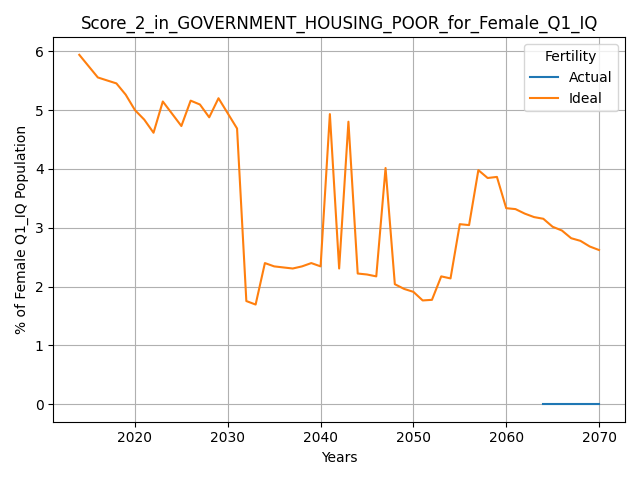 Score_2_in_GOVERNMENT_HOUSING_POOR_for_Female_Q1_IQ
Fertility
Actual
Ideal
% of Female Q1_IQ Population
6
5
4
3
2
1
0
2020 2030 2040 2050 2060 2070
Years